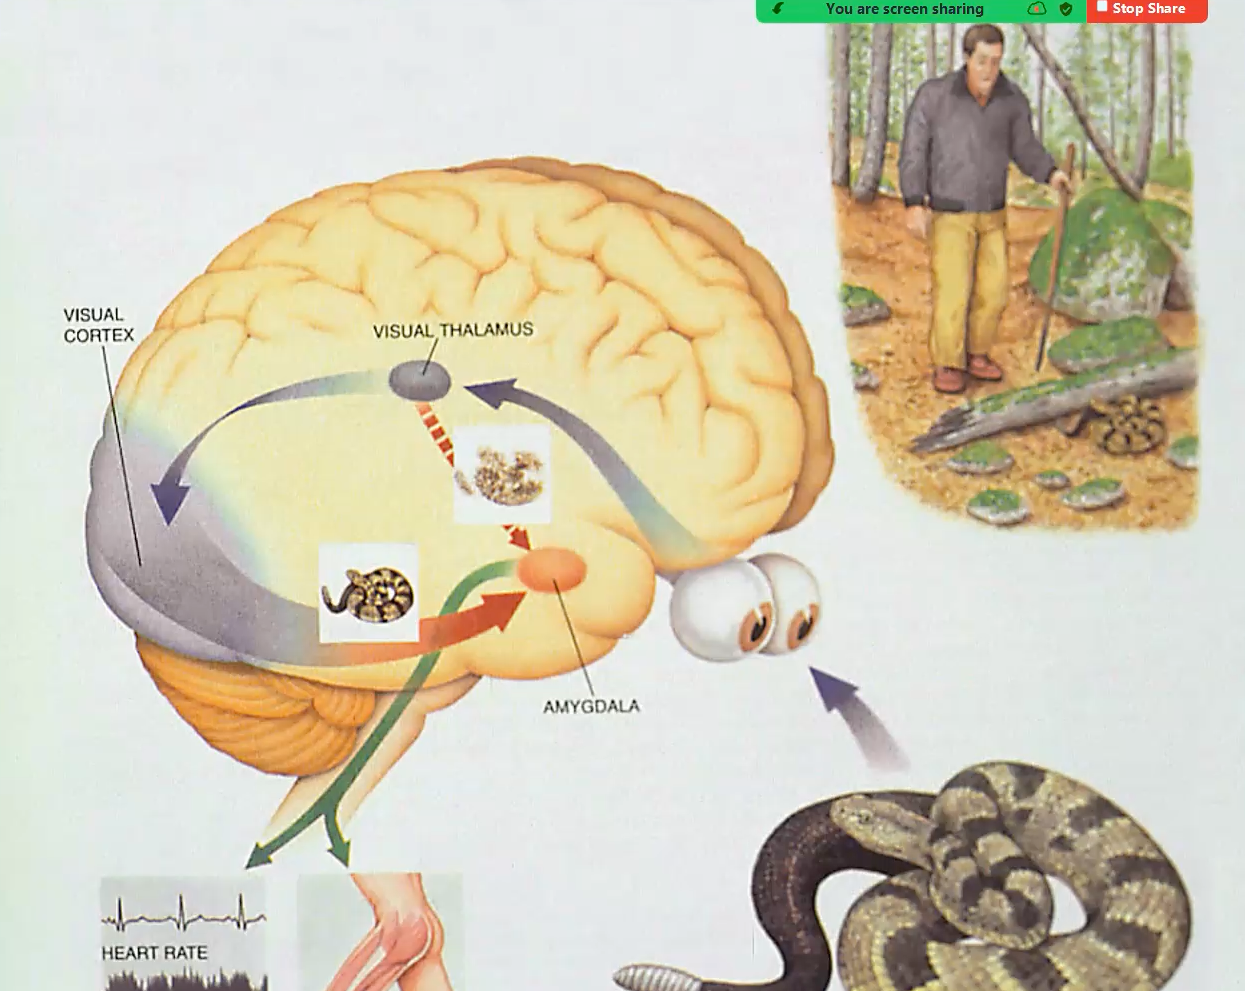 You are screen sharing
Stop Share
VISUAL
CORTEX
VISUAL THALAMUS
AMYGDALA
HEART RATE